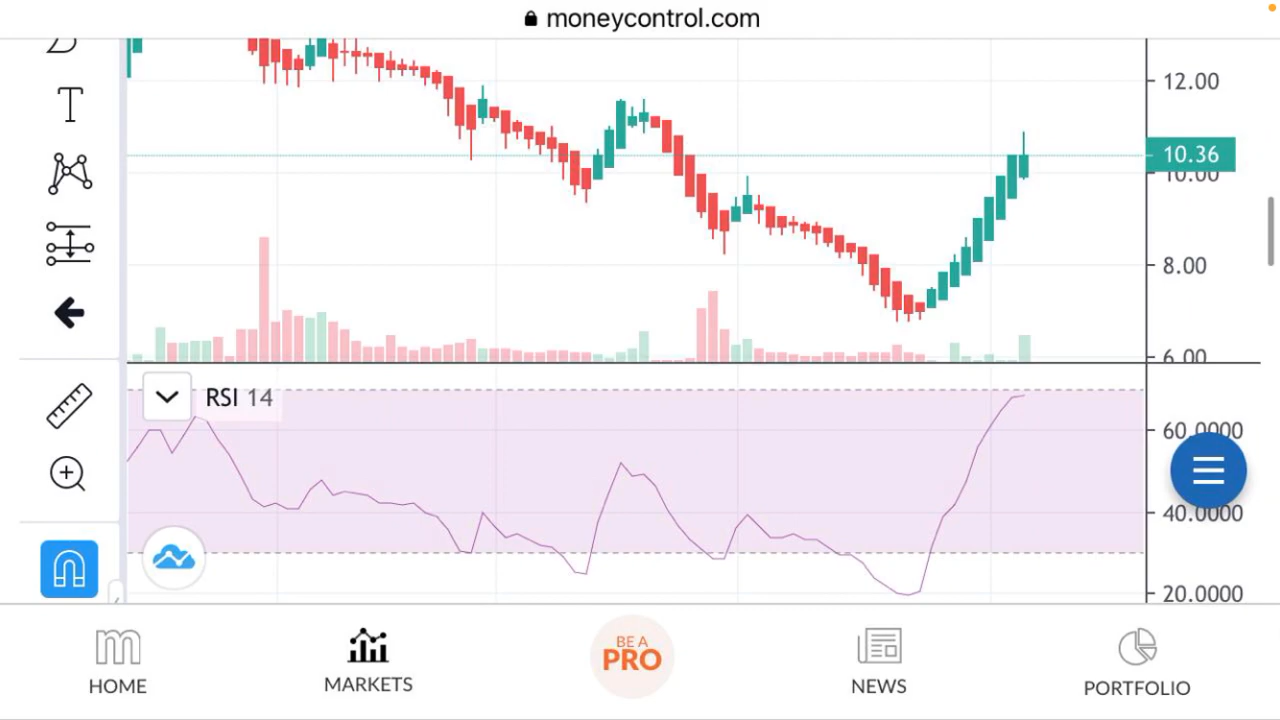 moneycontrol.com
T
12.00
10.36
10.00
8.00
6.00
RSI 14
60.0000
40.0000
20.0000
m
BE A
PRO
HOME
MARKETS
NEWS
PORTFOLIO